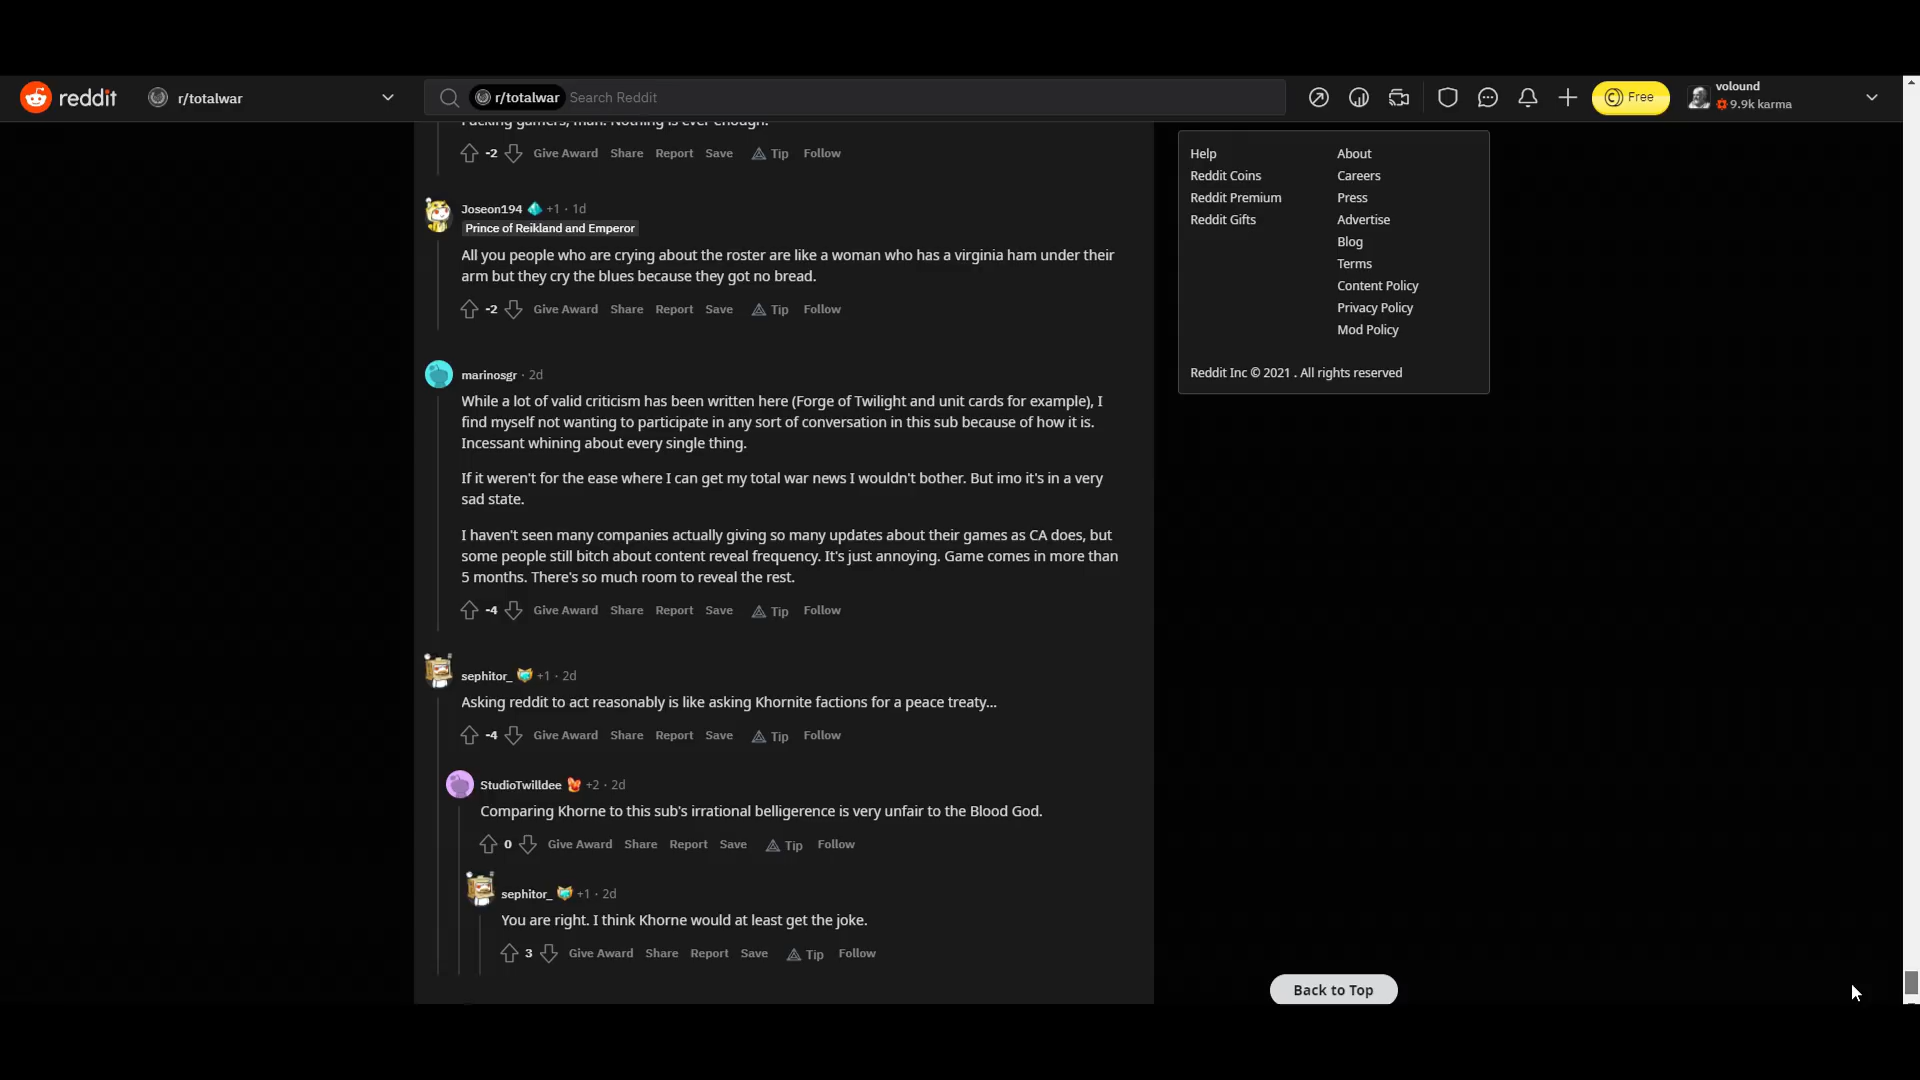 reddit r/totalwar r/totalwar Search Reddit Free volound 9.9k karma
Fucking gamers, man. Nothing is ever enough.
-2 Give Award Share Report Save Tip Follow
Joseon194 +1 · 1d
Prince of Reikland and Emperor
All you people who are crying about the roster are like a woman who has a virginia ham under their
arm but they cry the blues because they got no bread.
-2 Give Award Share Report Save Tip Follow
marinosgr · 2d
While a lot of valid criticism has been written here (Forge of Twilight and unit cards for example), I
find myself not wanting to participate in any sort of conversation in this sub because of how it is.
Incessant whining about every single thing.
If it weren't for the ease where I can get my total war news I wouldn't bother. But imo it's in a very
sad state.
I haven't seen many companies actually giving so many updates about their games as CA does, but
some people still bitch about content reveal frequency. It's just annoying. Game comes in more than
5 months. There's so much room to reveal the rest.
-4 Give Award Share Report Save Tip Follow
sephitor_ +1 · 2d
Asking reddit to act reasonably is like asking Khornite factions for a peace treaty...
-4 Give Award Share Report Save Tip Follow
StudioTwilldee +2 · 2d
Comparing Khorne to this sub's irrational belligerence is very unfair to the Blood God.
0 Give Award Share Report Save Tip Follow
sephitor_ +1 · 2d
You are right. I think Khorne would at least get the joke.
3 Give Award Share Report Save Tip Follow
Help About
Reddit Coins Careers
Reddit Premium Press
Reddit Gifts Advertise
Blog
Terms
Content Policy
Privacy Policy
Mod Policy
Reddit Inc © 2021 . All rights reserved
Back to Top